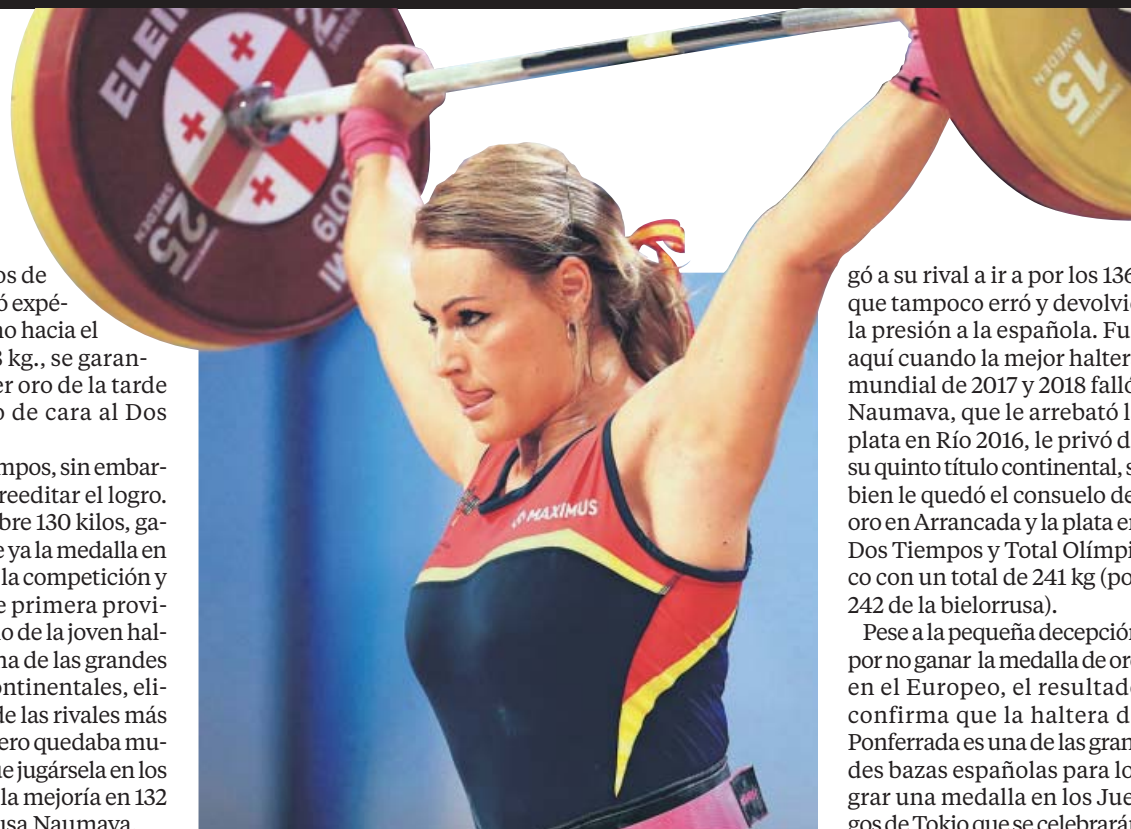 ELEI
25
SWEDEN
2019
15
SWEDEN
MAXIMUS
os de
ó expé-
no hacia el
kg., se garan-
er oro de la tarde
o de cara al Dos
mpos, sin embar-
reeditar el logro.
bre 130 kilos, ga-
e ya la medalla en
la competición y
e primera provi-
o de la joven hal-
na de las grandes
ontinentales, eli-
de las rivales más
ero quedaba mu-
ue jugársela en los
la mejoría en 132
usa Naumava
gó a su rival a ir a por los 136
que tampoco erró y devolvi
la presión a la española. Fu
aquí cuando la mejor halter
mundial de 2017 y 2018 falló
Naumava, que le arrebató l
plata en Río 2016, le privó d
su quinto título continental, s
bien le quedó el consuelo de
oro en Arrancada y la plata en
Dos Tiempos y Total Olímpi-
co con un total de 241 kg (po
242 de la bielorrusa).
Pese a la pequeña decepción
por no ganar la medalla de oro
en el Europeo, el resultado
confirma que la haltera d
Ponferrada es una de las gran-
des bazas españolas para lo
grar una medalla en los Jue-
gos de Tokio que se celebrarán